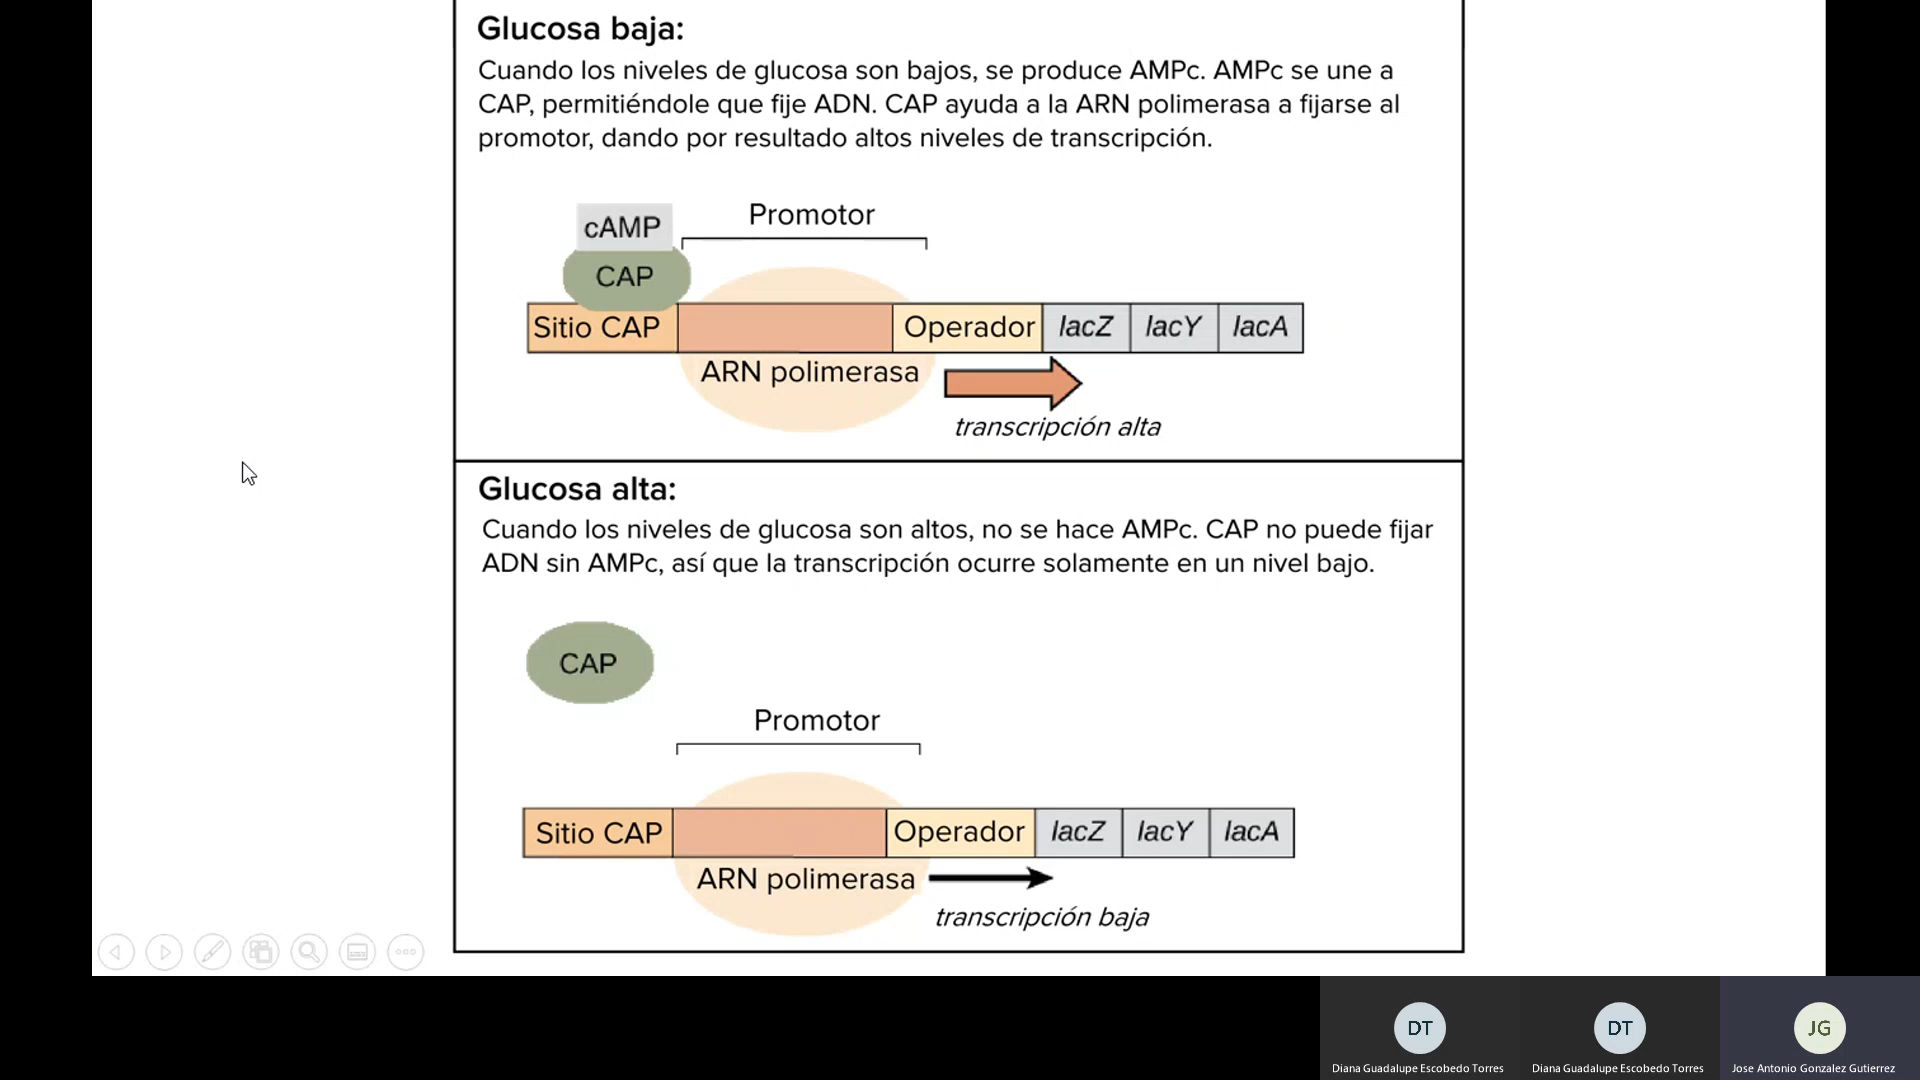 Glucosa baja:
Cuando los niveles de glucosa son bajos, se produce AMPc. AMPc se une a
CAP, permitiéndole que fije ADN. CAP ayuda a la ARN polimerasa a fijarse al
promotor, dando por resultado altos niveles de transcripción.
cAMP
Promotor
CAP
Sitio CAP
Operador
lacZ
lacY
lacA
ARN polimerasa
transcripción alta
Glucosa alta:
Cuando los niveles de glucosa son altos, no se hace AMPc. CAP no puede fijar
ADN sin AMPc, así que la transcripción ocurre solamente en un nivel bajo.
CAP
Promotor
Sitio CAP
Operador
lacZ
lacY
lacA
ARN polimerasa
transcripción baja
DT
DT
JG
Diana Guadalupe Escobedo Torres
Diana Guadalupe Escobedo Torres
Jose Antonio Gonzalez Gutierrez